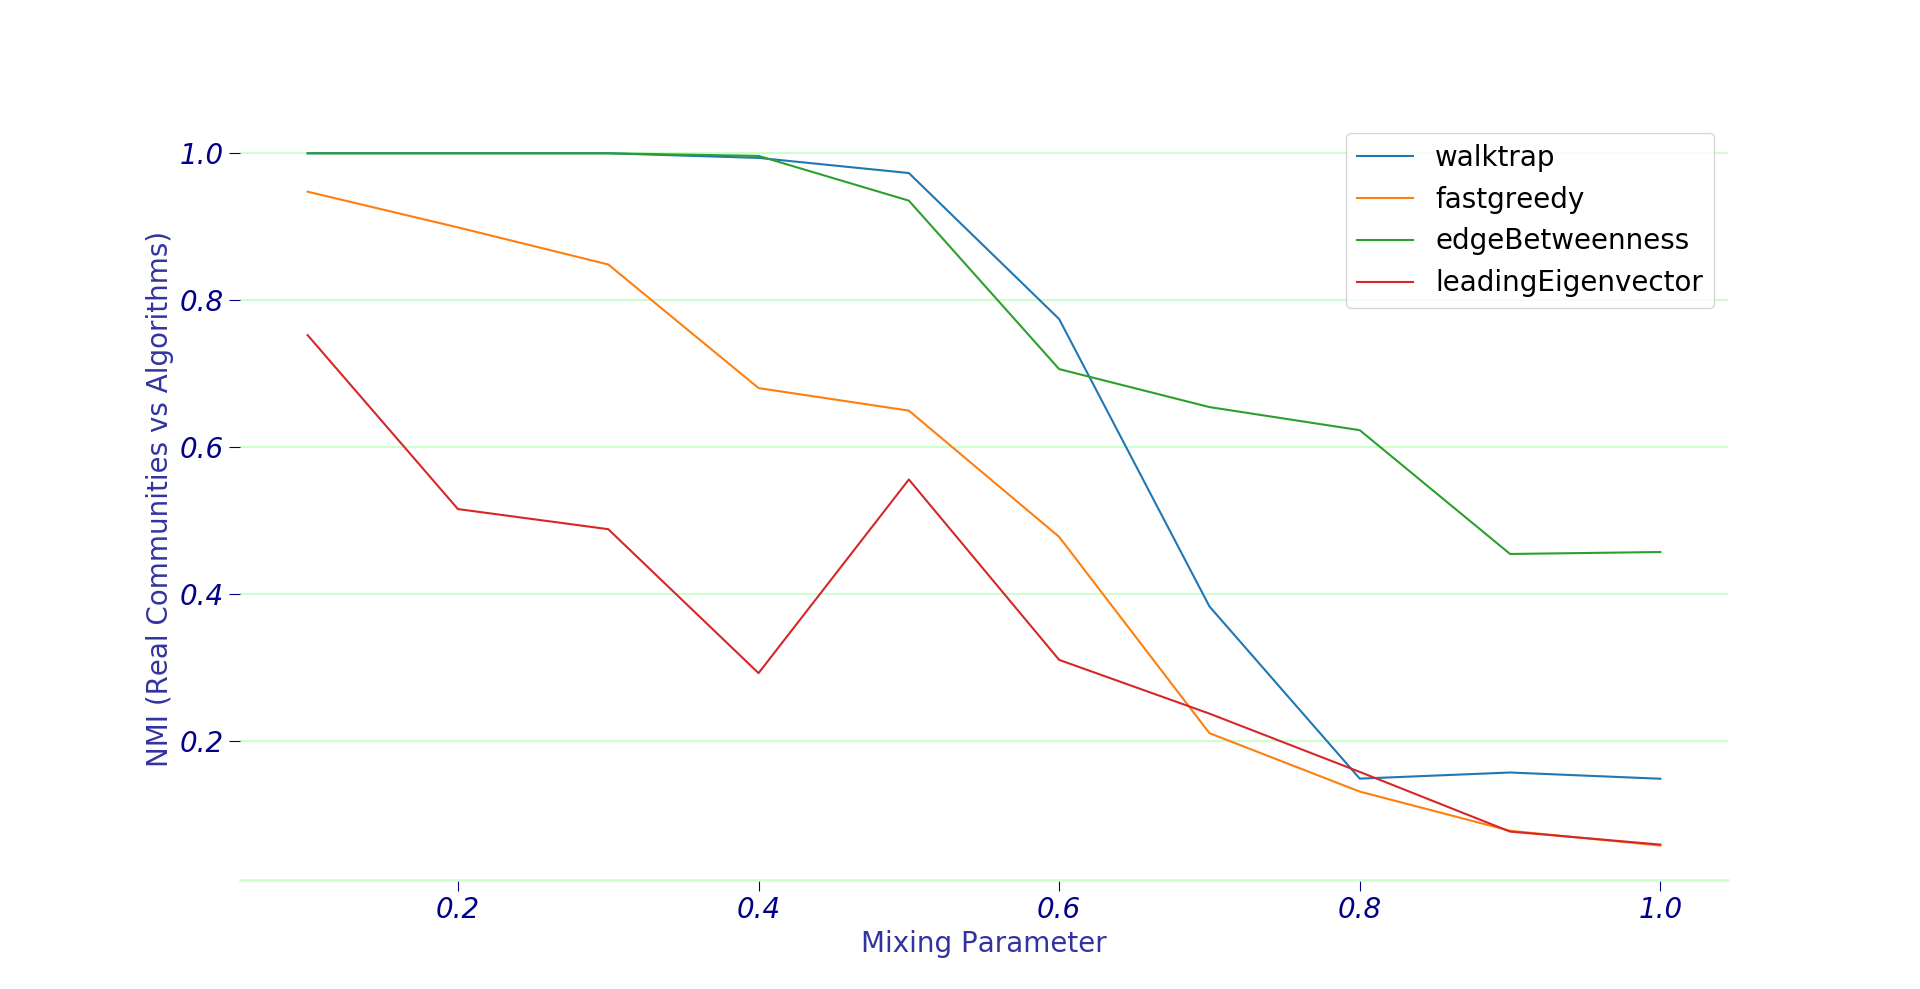 walktrap
fastgreedy
edgeBetweenness
leadingEigenvector
NMI (Real Communities vs Algorithms)
1.0
0.8
0.6
0.4
0.2
0.2 0.4 0.6 0.8 1.0
Mixing Parameter